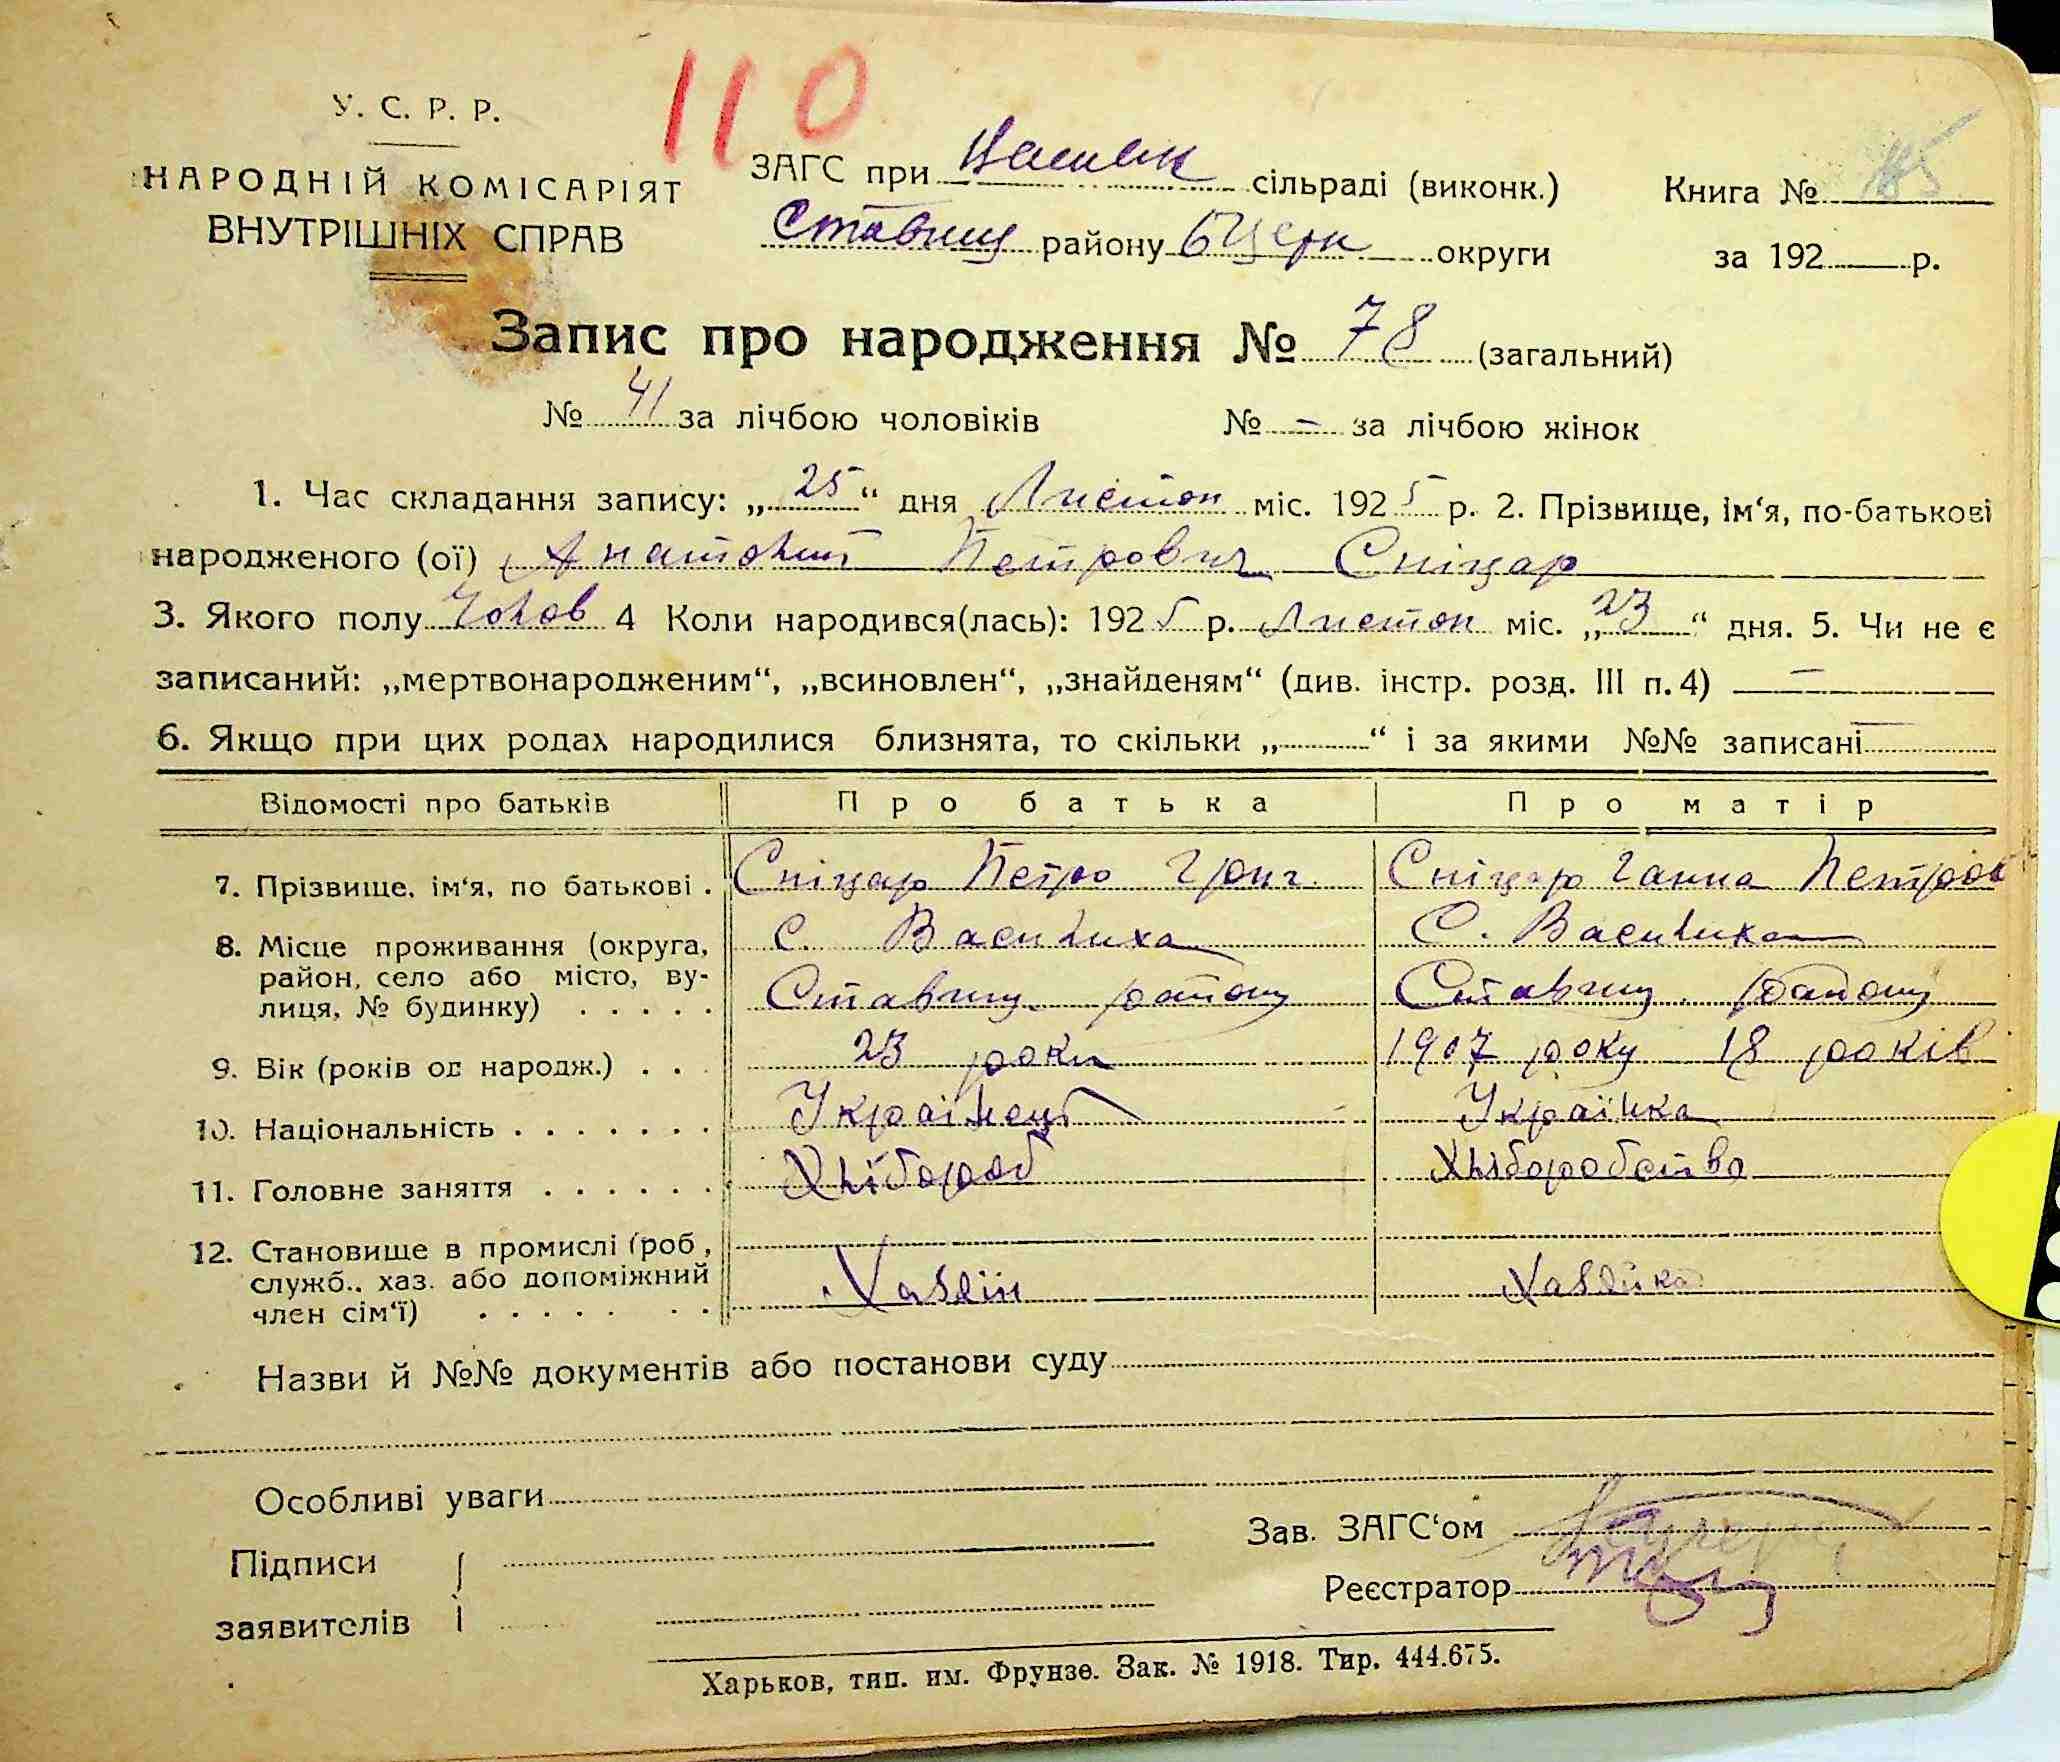 110
У. С. Р. Р.
НАРОДНІЙ КОМІСАРІЯТ
ВНУТРІШНІХ СПРАВ
ЗАГС при сільраді (виконк.)
Ставищ району БЦерк округи
Книга №
за 192 р.
Запис про народження № 78 (загальний)
№ 41 за лічбою чоловіків № – за лічбою жінок
1. Час складання запису: „25“ дня Листоп міс. 1925 р. 2. Прізвище, ім‘я, по-батькові
народженого (ої) Анатолий Петрович Спіцар
3. Якого полу Чолов 4 Коли народився(лась): 1925 р. Листоп міс. „23“ дня. 5. Чи не є
записаний: „мертвонародженим“, „всиновлен“, „знайденям“ (див. інстр. розд. III п. 4) —
6. Якщо при цих родах народилися близнята, то скільки „ “ і за якими №№ записані —
Відомості про батьків Про батька Про матір
7. Прізвище, ім‘я, по батькові . Спіцар Петро Григ. Спіцар Ганна Петров
8. Місце проживання (округа, с. Василиха С. Василиха
район, село або місто, ву- Ставищ. району Ставищ. району
лиця, № будинку) . . . . .
9. Вік (років од народж.) . . . 23 роки 1907 року 18 років
10. Національність . . . . . . . Українець Українка
11. Головне заняття . . . . . . Хлібороб Хліборобство
12. Становище в промислі (роб,
служб., хаз. або допоміжний Хазяїн Хазяйка
член сім‘ї) . . . . . . . .
Назви й №№ документів або постанови суду
Особливі уваги
Зав. ЗАГС‘ом
Підписи
Реєстратор
заявителів
Харьков, тип. им. Фрунзе. Зак. № 1918. Тир. 444.675.